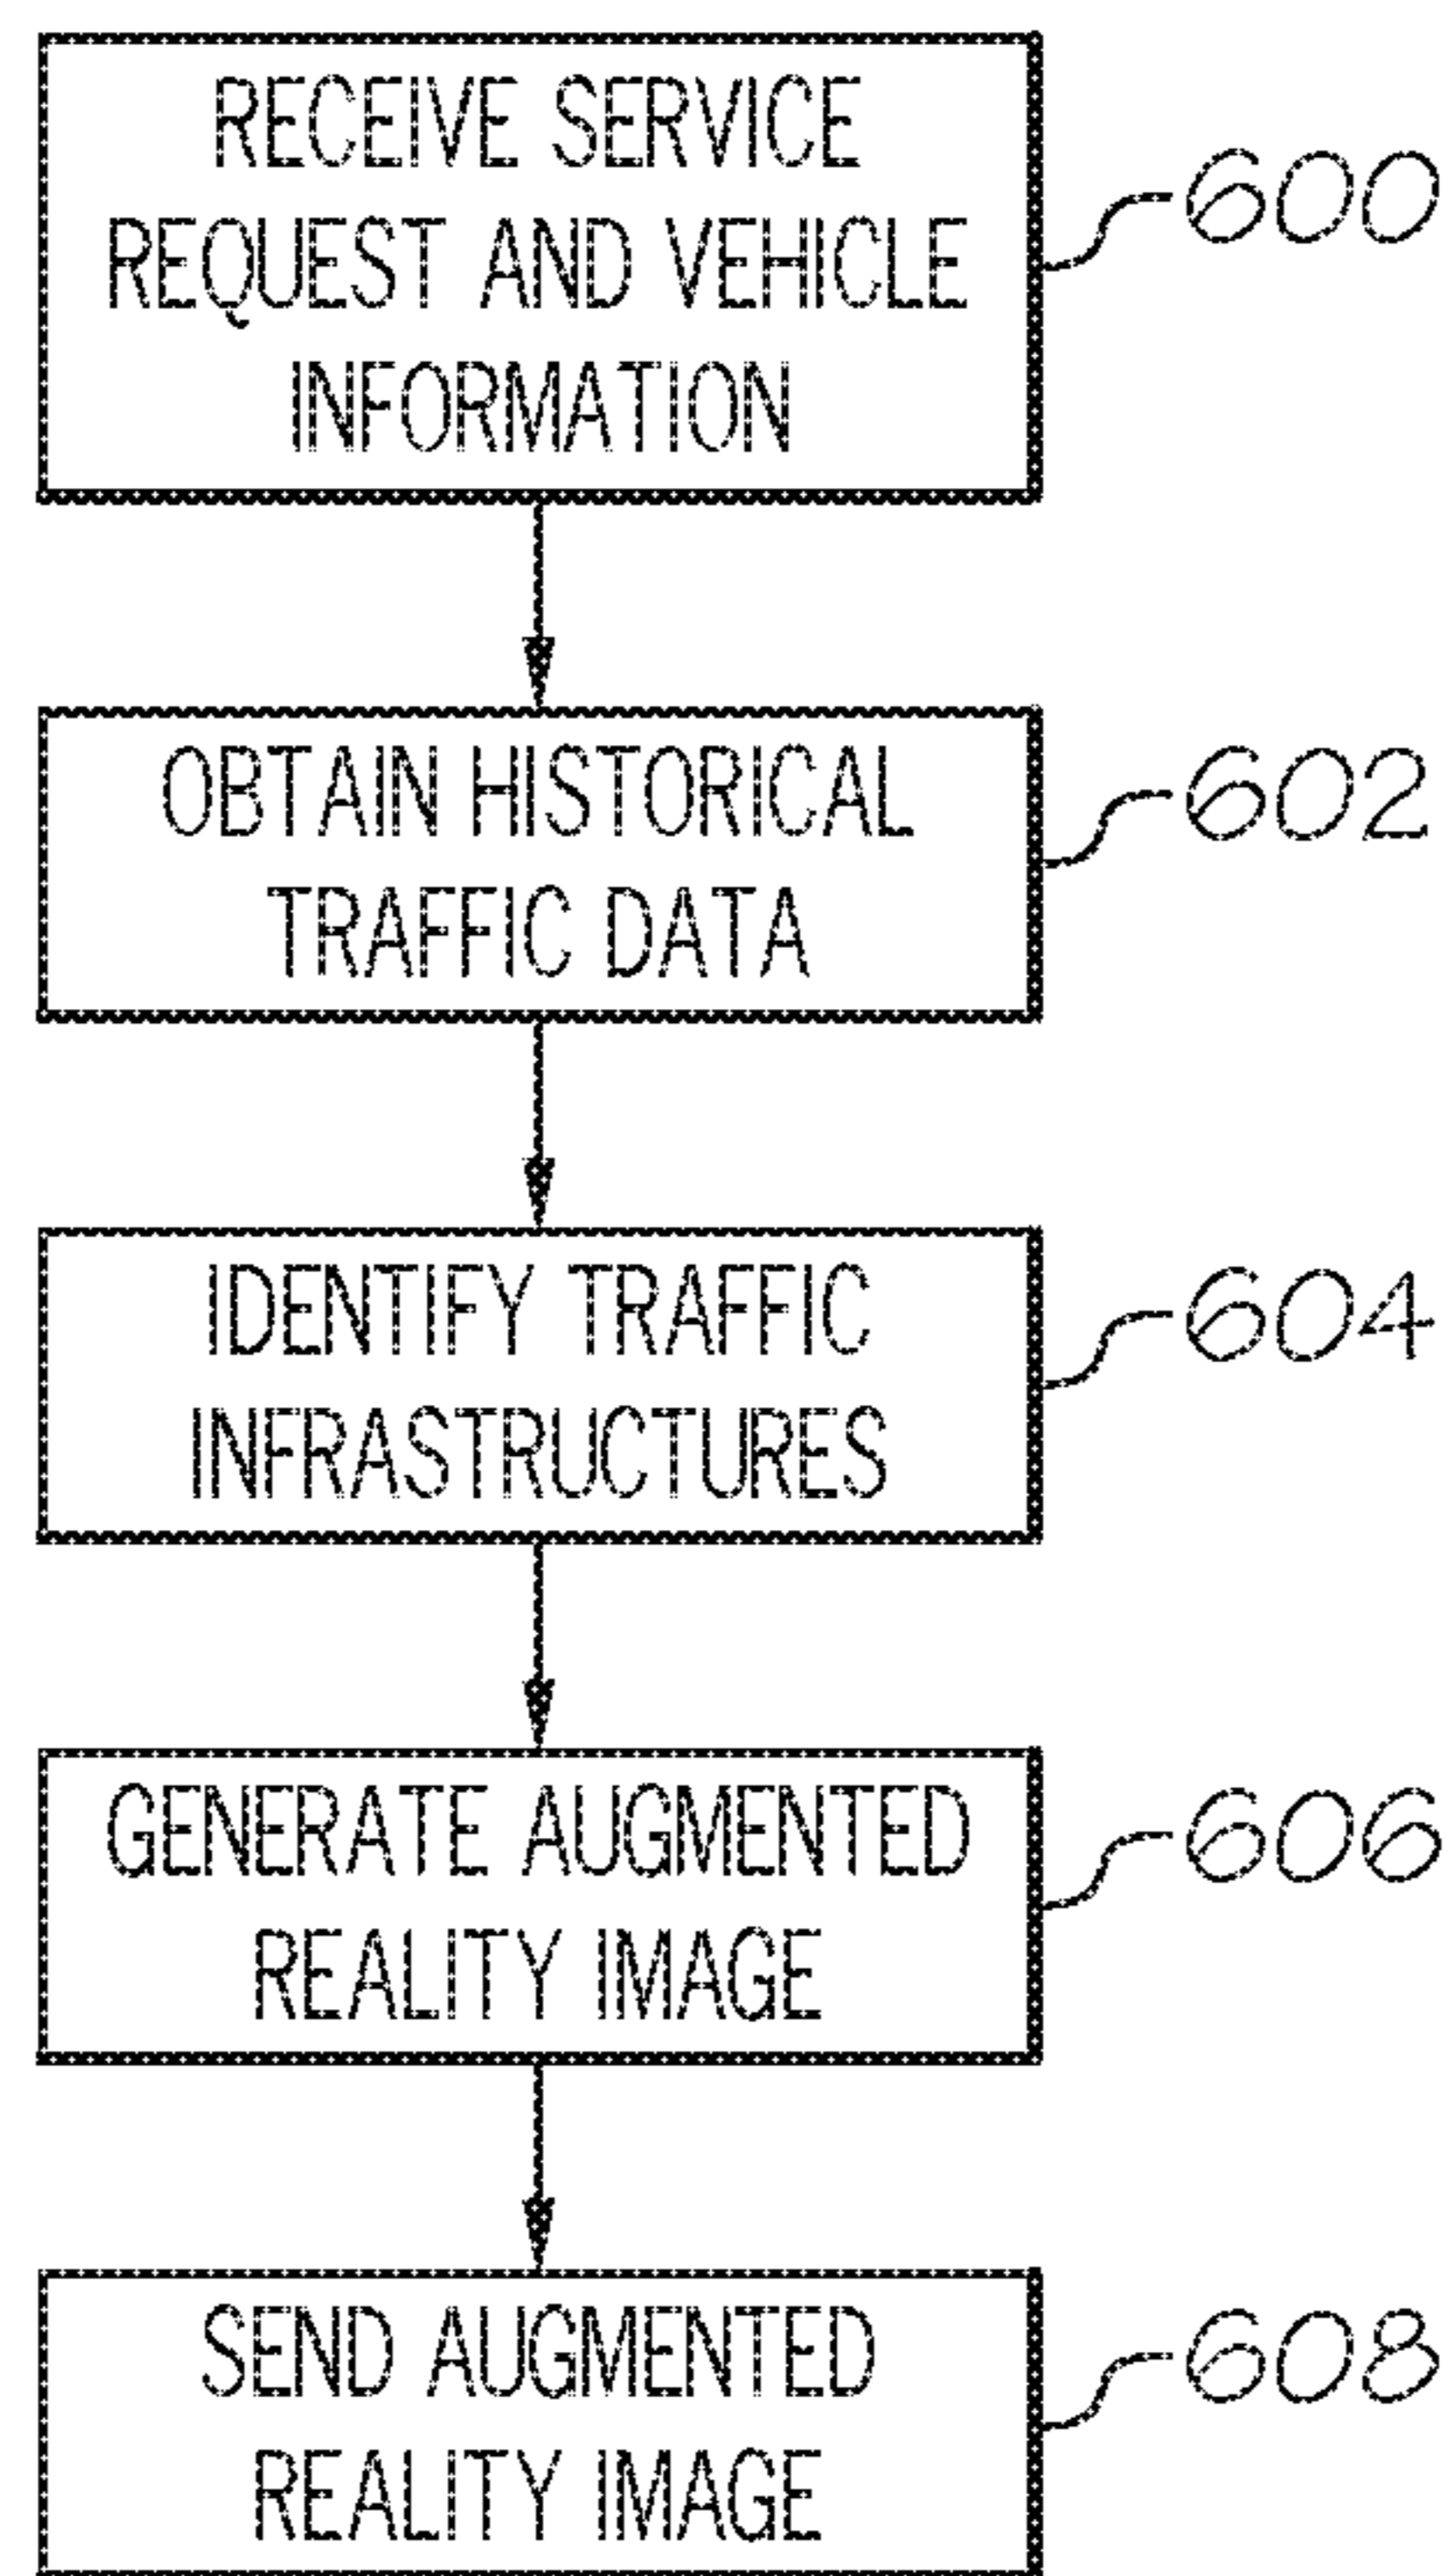 RECEIVE SERVICE
REQUEST AND VEHICLE
INFORMATION
600
OBTAIN HISTORICAL
TRAFFIC DATA
602
IDENTIFY TRAFFIC
INFRASTRUCTURES
604
GENERATE AUGMENTED
REALITY IMAGE
606
SEND AUGMENTED
REALITY IMAGE
608